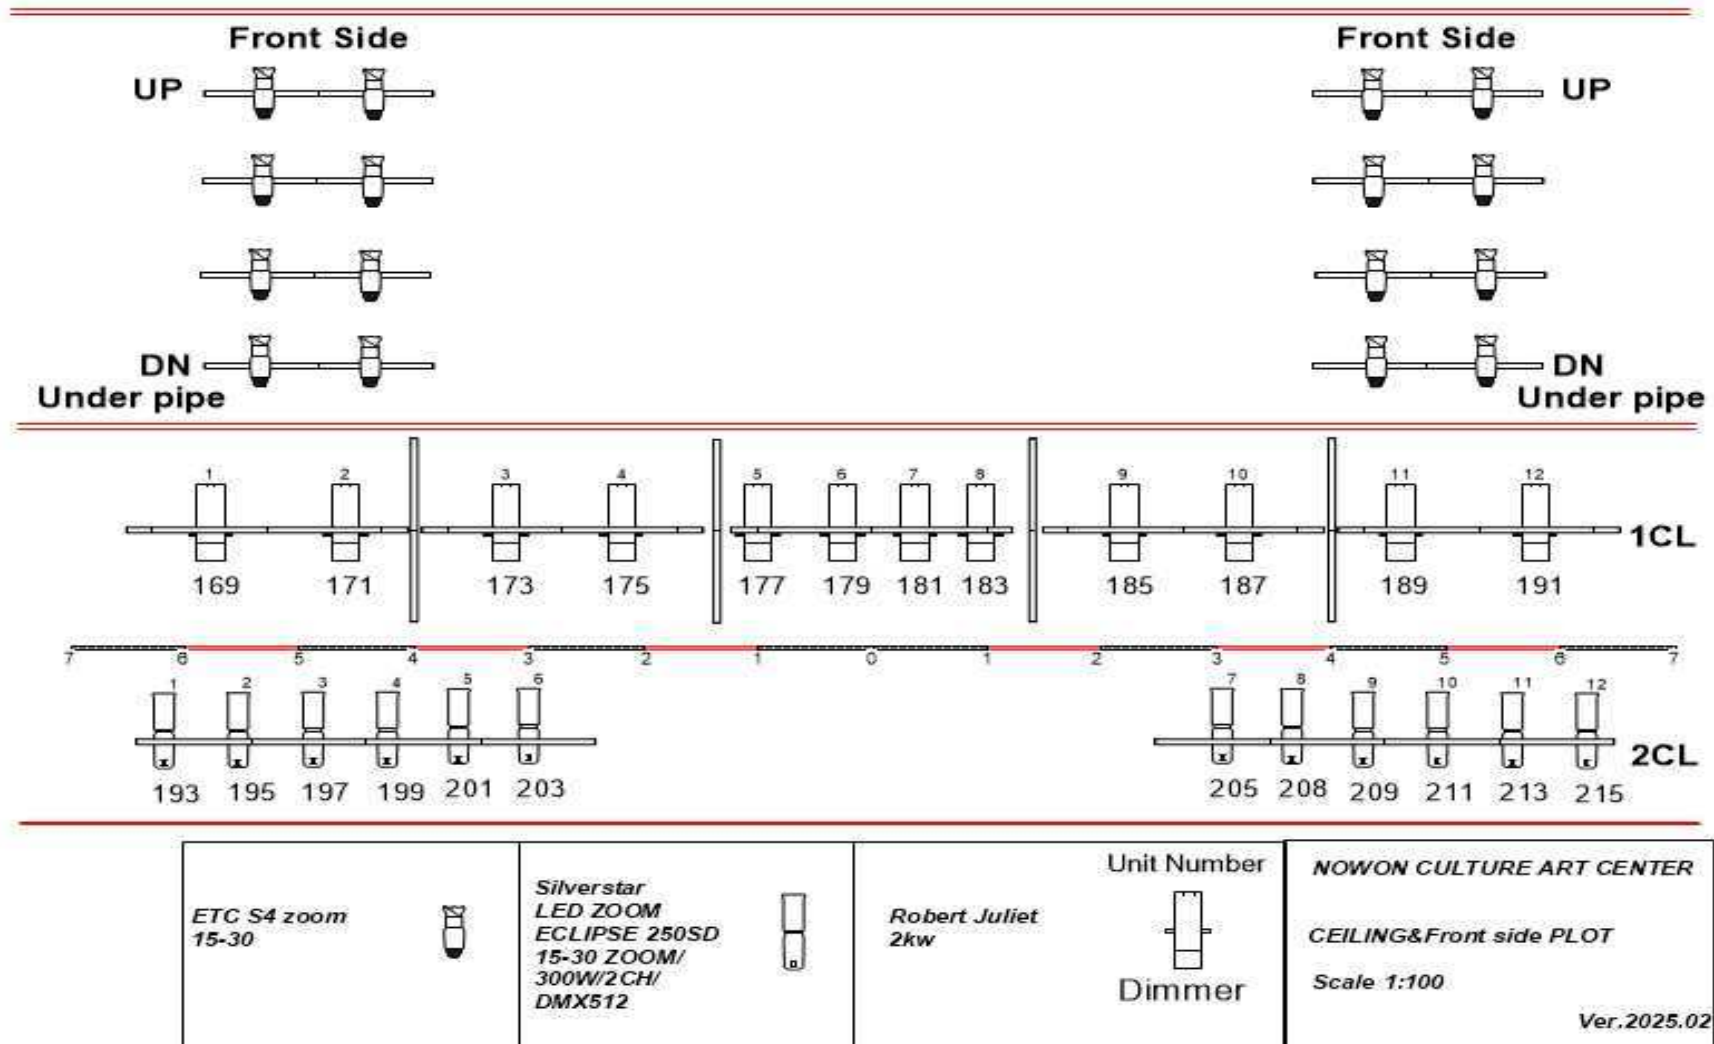 Front Side Front Side
UP UP
DN DN
Under pipe Under pipe
1 2 3 4 5 6 7 8 9 10 11 12
1CL
169 171 173 175 177 179 181 183 185 187 189 191
7 6 5 4 3 2 1 0 1 2 3 4 5 6 7
1 2 3 4 5 6 7 8 9 10 11 12
2CL
193 195 197 199 201 203 205 208 209 211 213 215
ETC S4 zoom
15-30
Silverstar
LED ZOOM
ECLIPSE 250SD
15-30 ZOOM/
300W/2CH/
DMX512
Robert Juliet
2kw
Unit Number
Dimmer
NOWON CULTURE ART CENTER
CEILING&Front side PLOT
Scale 1:100
Ver.2025.02